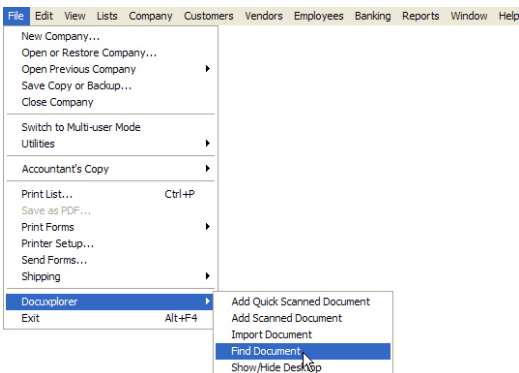 File Edit View Lists Company Customers Vendors Employees Banking Reports Window Help
New Company...
Open or Restore Company...
Open Previous Company
Save Copy or Backup...
Close Company
Switch to Multi-user Mode
Utilities
Accountant's Copy
Print List... Ctrl+P
Save as PDF...
Print Forms
Printer Setup...
Send Forms...
Shipping
Docuxplorer
Exit Alt+F4
Add Quick Scanned Document
Add Scanned Document
Import Document
Find Document
Show/Hide Desktop